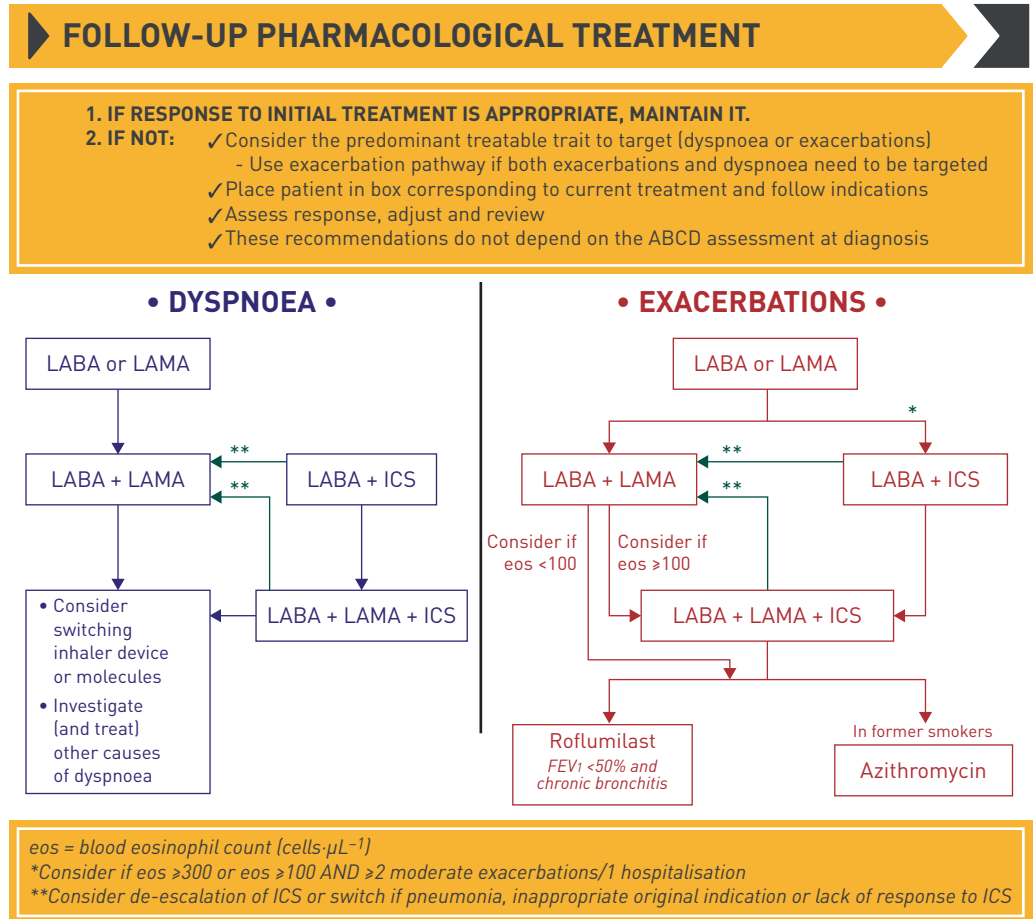 FOLLOW-UP PHARMACOLOGICAL TREATMENT
1. IF RESPONSE TO INITIAL TREATMENT IS APPROPRIATE, MAINTAIN IT.
2. IF NOT: ✓Consider the predominant treatable trait to target (dyspnoea or exacerbations)
- Use exacerbation pathway if both exacerbations and dyspnoea need to be targeted
✓Place patient in box corresponding to current treatment and follow indications
✓Assess response, adjust and review
✓These recommendations do not depend on the ABCD assessment at diagnosis
• DYSPNOEA •
LABA or LAMA
**
LABA + LAMA
LABA + ICS
**
• Consider
switching
inhaler device
or molecules
• Investigate
(and treat)
other causes
of dyspnoea
LABA + LAMA + ICS
• EXACERBATIONS •
LABA or LAMA
*
**
LABA + LAMA
LABA + ICS
**
Consider if
eos <100
Consider if
eos ⩾100
LABA + LAMA + ICS
Roflumilast
FEV1 <50% and
chronic bronchitis
In former smokers
Azithromycin
eos = blood eosinophil count (cells·µL−1)
*Consider if eos ⩾300 or eos ⩾100 AND ⩾2 moderate exacerbations/1 hospitalisation
**Consider de-escalation of ICS or switch if pneumonia, inappropriate original indication or lack of response to ICS